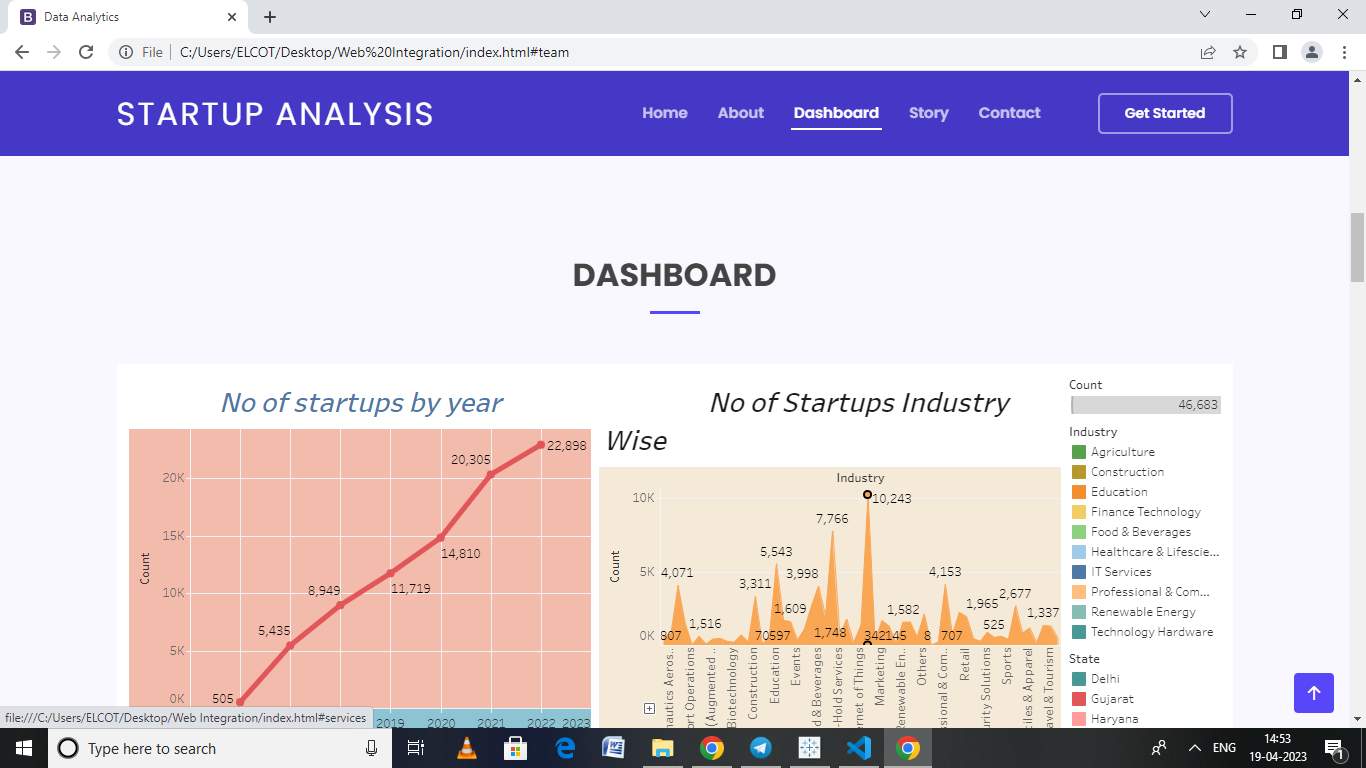 Data Analytics
File
C:/Users/ELCOT/Desktop/Web%20Integration/index.html#team
STARTUP ANALYSIS
Home About Dashboard Story Contact Get Started
DASHBOARD
No of startups by year
Count
20K
15K
10K
5K
0K
505
5,435
8,949
11,719
14,810
20,305
22,898
2019 2020 2021 2022 2023
No of Startups Industry
Wise
Industry
Count
10K
5K
0K
10,243
7,766
5,543
4,071
3,998
4,153
3,311
1,516
1,609
1,582
1,965
2,677
525
1,337
807
70597
1,748
342145
8
707
nautics Aeros..
ort Operations
(Augmented ..
Biotechnology
Construction
Education
Events
d & Beverages
-Hold Services
ernet of Things
Marketing
Renewable En..
Others
ssional & Com..
Retail
urity Solutions
Sports
ciles & Apparel
avel & Tourism
Count
46,683
Industry
Agriculture
Construction
Education
Finance Technology
Food & Beverages
Healthcare & Lifescie...
IT Services
Professional & Com...
Renewable Energy
Technology Hardware
State
Delhi
Gujarat
Haryana
file:///C:/Users/ELCOT/Desktop/Web Integration/index.html#services
Type here to search
ENG
14:53
19-04-2023
1